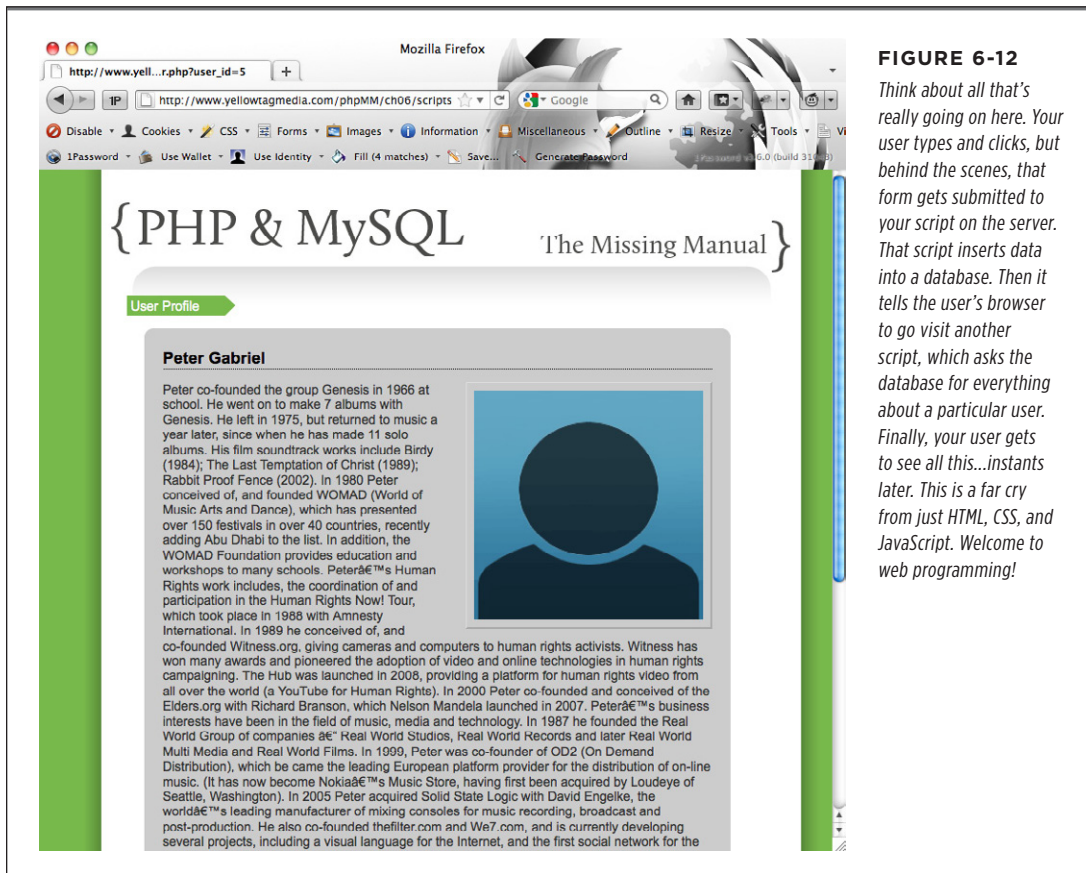 Mozilla Firefox
http://www.yell...r.php?user_id=5
+
1P
http://www.yellowtagmedia.com/phpMM/ch06/scripts
Google
Disable Cookies CSS Forms Images Information Miscellaneous Outline Resize Tools Vi
1Password Use Wallet Use Identity Fill (4 matches) Save... Generate Password
{PHP & MySQL
The Missing Manual}
User Profile
Peter Gabriel
Peter co-founded the group Genesis in 1966 at
school. He went on to make 7 albums with
Genesis. He left in 1975, but returned to music a
year later, since when he has made 11 solo
albums. His film soundtrack works include Birdy
(1984); The Last Temptation of Christ (1989);
Rabbit Proof Fence (2002). In 1980 Peter
conceived of, and founded WOMAD (World of
Music Arts and Dance), which has presented
over 150 festivals in over 40 countries, recently
adding Abu Dhabi to the list. In addition, the
WOMAD Foundation provides education and
workshops to many schools. Peterâ€™s Human
Rights work includes, the coordination of and
participation in the Human Rights Now! Tour,
which took place in 1988 with Amnesty
International. In 1989 he conceived of, and
co-founded Witness.org, giving cameras and computers to human rights activists. Witness has
won many awards and pioneered the adoption of video and online technologies in human rights
campaigning. The Hub was launched in 2008, providing a platform for human rights video from
all over the world (a YouTube for Human Rights). In 2000 Peter co-founded and conceived of the
Elders.org with Richard Branson, which Nelson Mandela launched in 2007. Peterâ€™s business
interests have been in the field of music, media and technology. In 1987 he founded the Real
World Group of companies â€“ Real World Studios, Real World Records and later Real World
Multi Media and Real World Films. In 1999, Peter was co-founder of OD2 (On Demand
Distribution), which be came the leading European platform provider for the distribution of on-line
music. (It has now become Nokiaâ€™s Music Store, having first been acquired by Loudeye of
Seattle, Washington). In 2005 Peter acquired Solid State Logic with David Engelke, the
worldâ€™s leading manufacturer of mixing consoles for music recording, broadcast and
post-production. He also co-founded thefilter.com and We7.com, and is currently developing
several projects, including a visual language for the Internet, and the first social network for the
FIGURE 6-12
Think about all that's
really going on here. Your
user types and clicks, but
behind the scenes, that
form gets submitted to
your script on the server.
That script inserts data
into a database. Then it
tells the user's browser
to go visit another
script, which asks the
database for everything
about a particular user.
Finally, your user gets
to see all this...instants
later. This is a far cry
from just HTML, CSS, and
JavaScript. Welcome to
web programming!